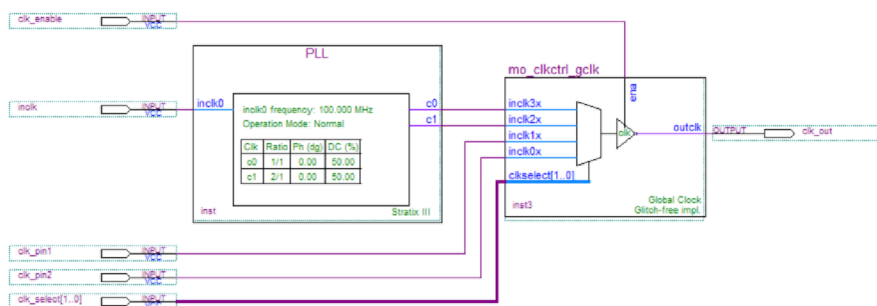 clk_enable INPUT VCC
PLL
mo_clkctrl_gclk
inclk INPUT VCC
inclk0
inclk0 frequency: 100.000 MHz
Operation Mode: Normal
Clk Ratio Ph (dg) DC (%)
c0 1/1 0.00 50.00
c1 2/1 0.00 50.00
c0
c1
inst
Stratix III
inclk3x
inclk2x
inclk1x
inclk0x
clkselect[1..0]
ena
clk
outclk
Global Clock
Glitch-free impl.
inst3
OUTPUT clk_out
clk_pin1 INPUT VCC
clk_pin2 INPUT VCC
clk_select[1..0] INPUT VCC